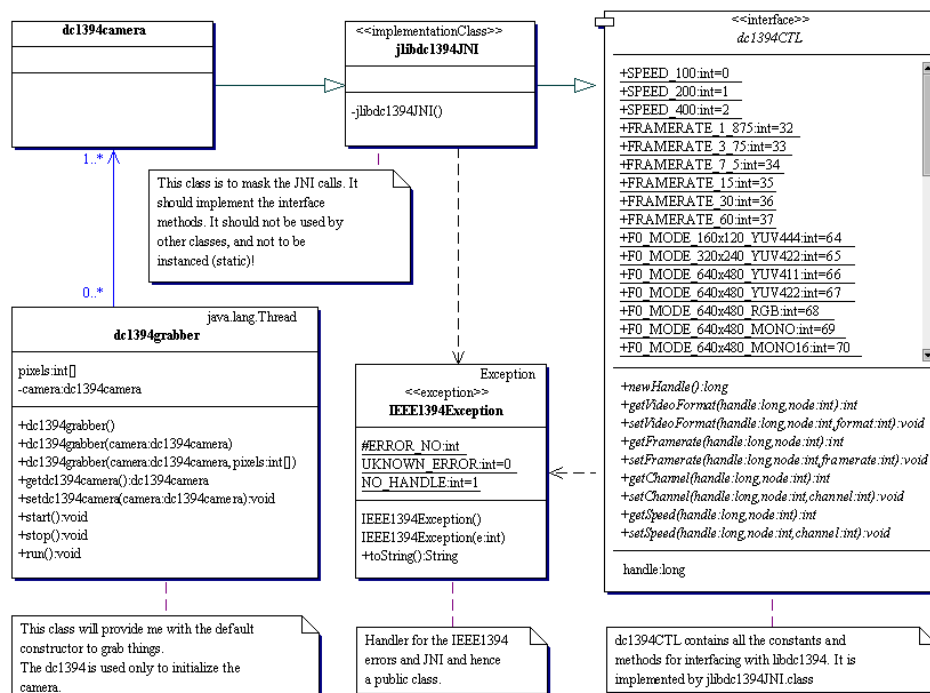 dc1394camera
<<implementationClass>>
jlibdc1394JNI
-jlibdc1394JNI()
<<interface>>
dc1394CTL
+SPEED_100:int=0
+SPEED_200:int=1
+SPEED_400:int=2
+FRAMERATE_1_875:int=32
+FRAMERATE_3_75:int=33
+FRAMERATE_7_5:int=34
+FRAMERATE_15:int=35
+FRAMERATE_30:int=36
+FRAMERATE_60:int=37
+F0_MODE_160x120_YUV444:int=64
+F0_MODE_320x240_YUV422:int=65
+F0_MODE_640x480_YUV411:int=66
+F0_MODE_640x480_YUV422:int=67
+F0_MODE_640x480_RGB:int=68
+F0_MODE_640x480_MONO:int=69
+F0_MODE_640x480_MONO16:int=70
+newHandle():long
+getVideoFormat(handle:long,node:int):int
+setVideoFormat(handle:long,node:int,format:int):void
+getFramerate(handle:long,node:int):int
+setFramerate(handle:long,node:int,framerate:int):void
+getChannel(handle:long,node:int):int
+setChannel(handle:long,node:int,channel:int):void
+getSpeed(handle:long,node:int):int
+setSpeed(handle:long,node:int,channel:int):void
handle:long
1..*
This class is to mask the JNI calls. It
should implement the interface
methods. It should not be used by
other classes, and not to be
instanced (static)!
0..*
java.lang.Thread
dc1394grabber
pixels:int[]
-camera:dc1394camera
+dc1394grabber()
+dc1394grabber(camera:dc1394camera)
+dc1394grabber(camera:dc1394camera,pixels:int[])
+getdc1394camera():dc1394camera
+setdc1394camera(camera:dc1394camera):void
+start():void
+stop():void
+run():void
Exception
<<exception>>
IEEE1394Exception
#ERROR_NO:int
UKNOWN_ERROR:int=0
NO_HANDLE:int=1
IEEE1394Exception()
IEEE1394Exception(e:int)
+toString():String
This class will provide me with the default
constructor to grab things.
The dc1394 is used only to initialize the
camera.
Handler for the IEEE1394
errors and JNI and hence
a public class.
dc1394CTL contains all the constants and
methods for interfacing with libdc1394. It is
implemented by jlibdc1394JNI.class